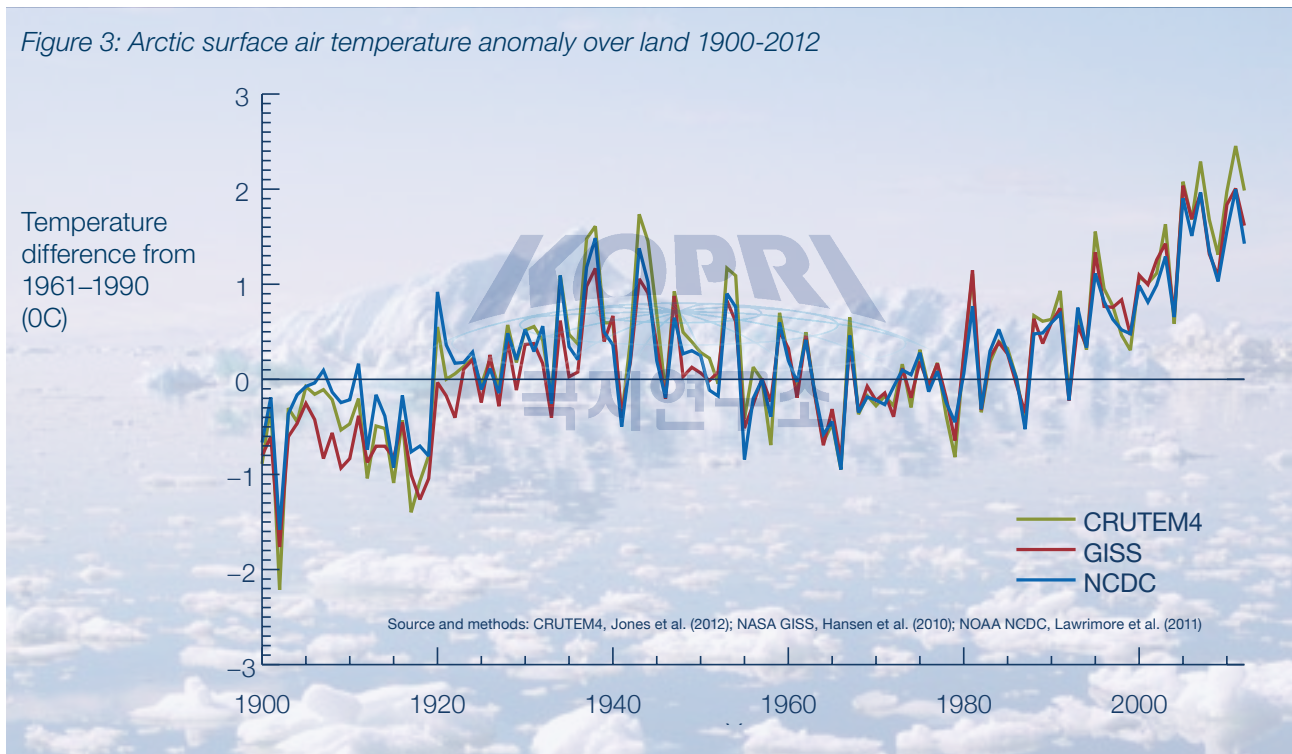 Figure 3: Arctic surface air temperature anomaly over land 1900-2012
3
2
Temperature
difference from
1961–1990
(0C)
1
0
–1
–2
–3
KOPRI
극지연구소
CRUTEM4
GISS
NCDC
Source and methods: CRUTEM4, Jones et al. (2012); NASA GISS, Hansen et al. (2010); NOAA NCDC, Lawrimore et al. (2011)
1900 1920 1940 1960 1980 2000